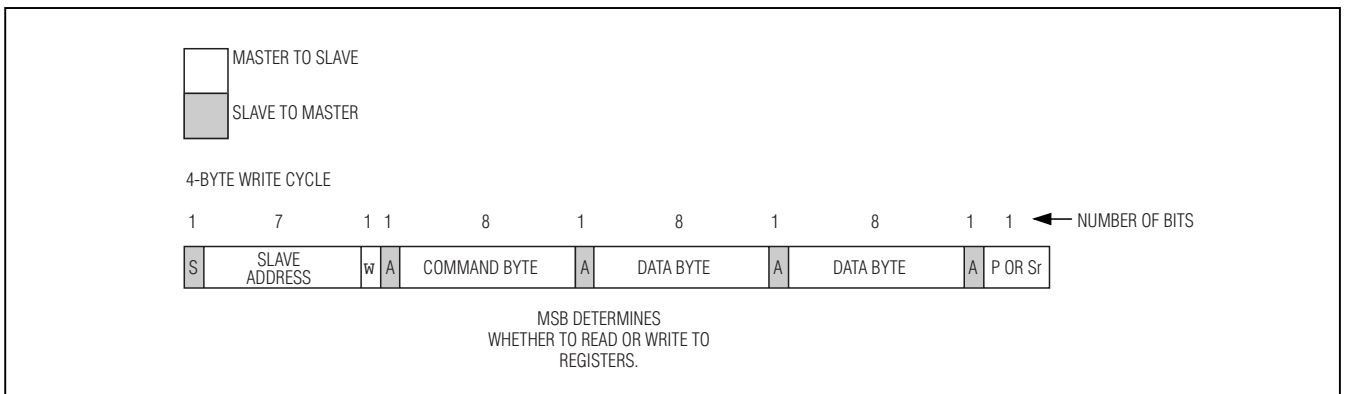 MASTER TO SLAVE
SLAVE TO MASTER
4-BYTE WRITE CYCLE
1 7 1 1 8 1 8 1 8 1 1 NUMBER OF BITS
S SLAVE ADDRESS W A COMMAND BYTE A DATA BYTE A DATA BYTE A P OR Sr
MSB DETERMINES
WHETHER TO READ OR WRITE TO
REGISTERS.